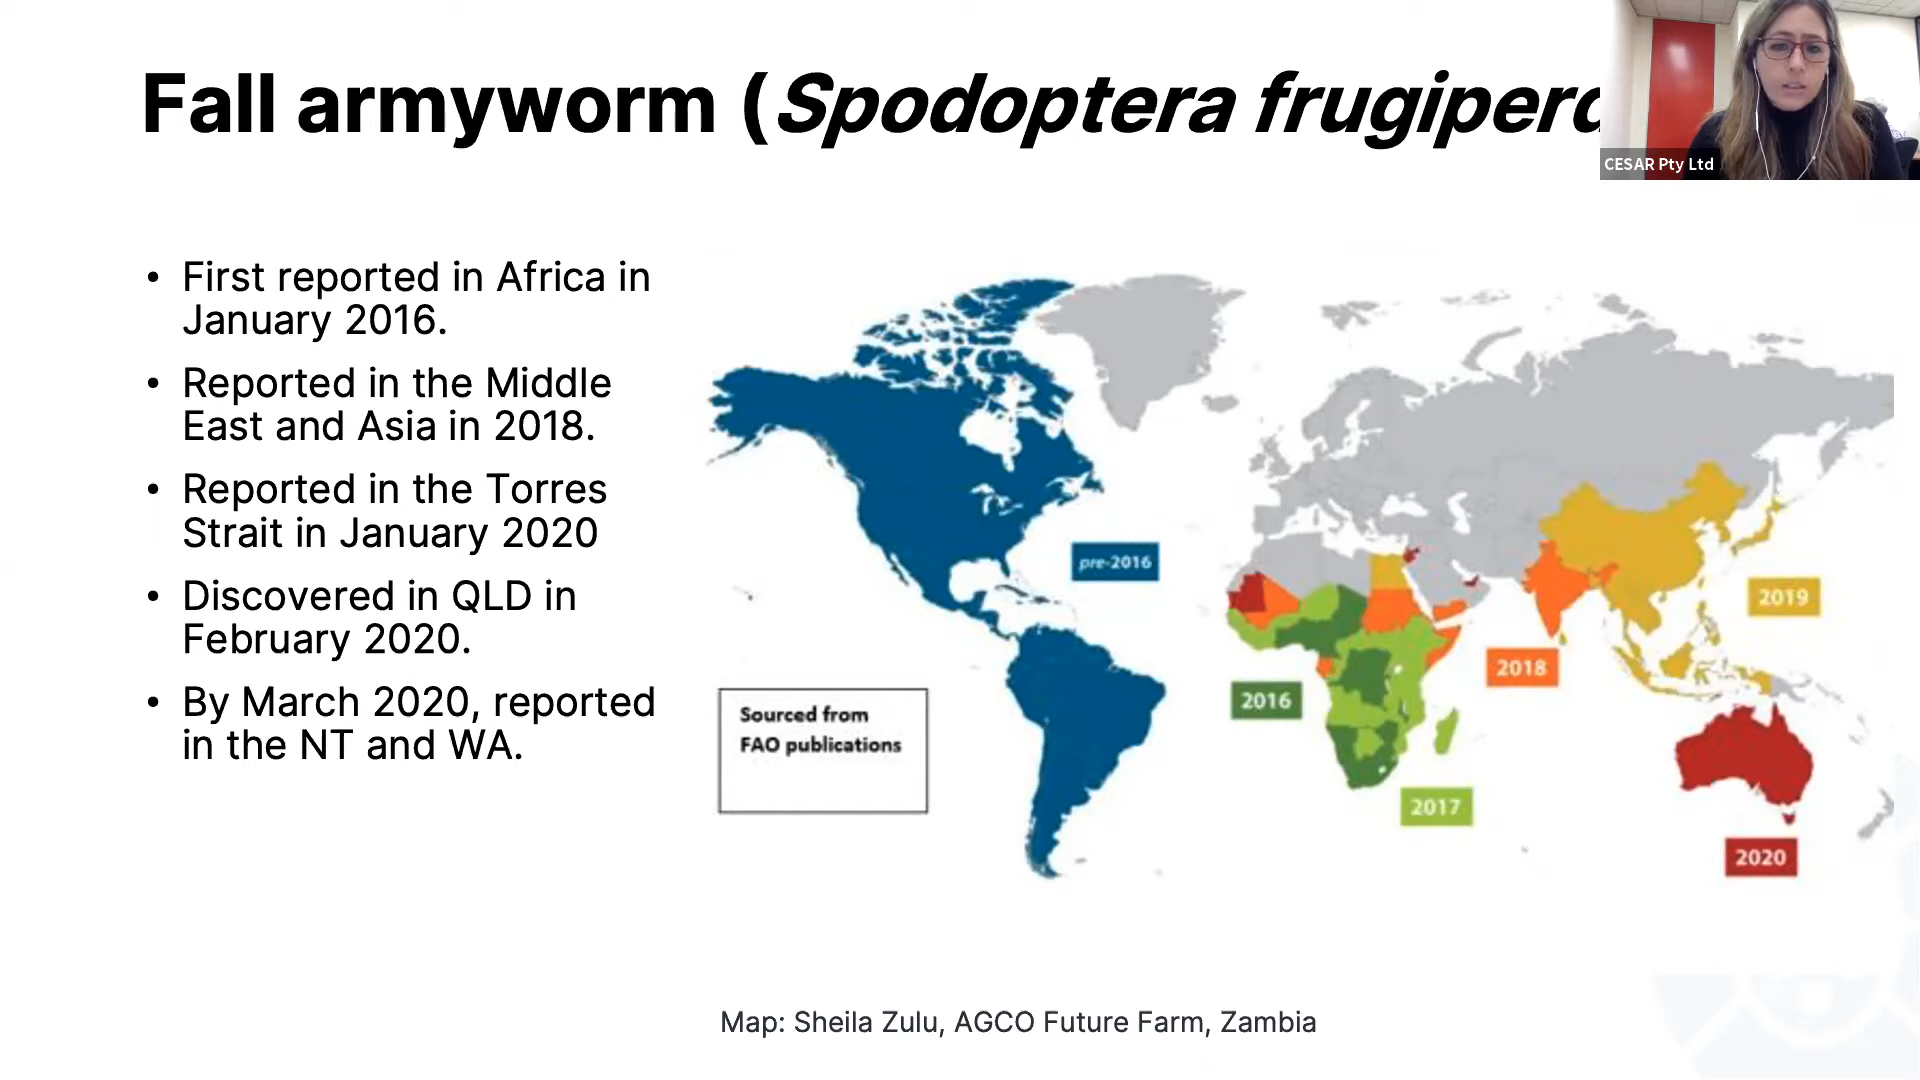 Fall armyworm (Spodoptera frugiperd
CESAR Pty Ltd
• First reported in Africa in
January 2016.
• Reported in the Middle
East and Asia in 2018.
• Reported in the Torres
Strait in January 2020
• Discovered in QLD in
February 2020.
• By March 2020, reported
in the NT and WA.
pre-2016
2019
2018
2016
Sourced from
FAO publications
2017
2020
Map: Sheila Zulu, AGCO Future Farm, Zambia